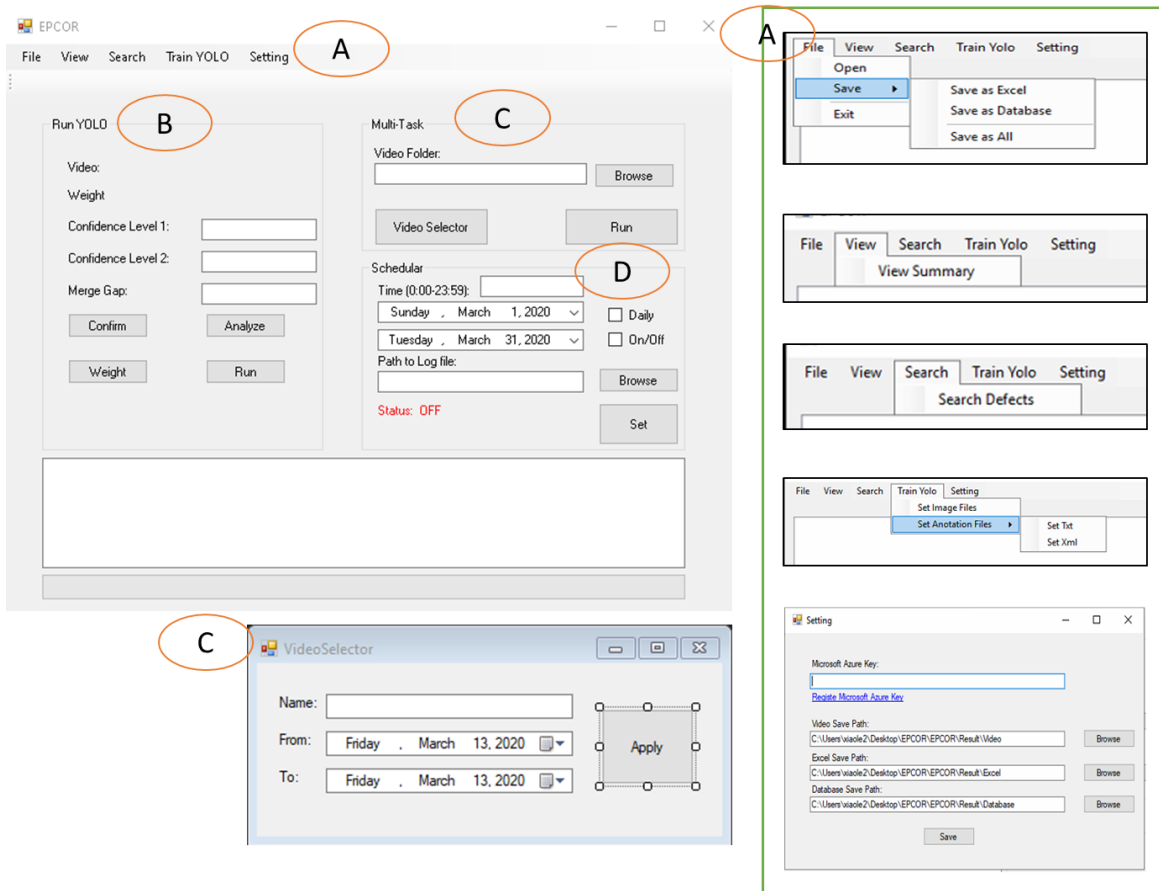 EPCOR
File View Search Train YOLO Setting
A
B
Run YOLO
Video:
Weight
Confidence Level 1:
Confidence Level 2:
Merge Gap:
Confirm Analyze
Weight Run
C
Multi-Task
Video Folder:
Browse
Video Selector Run
D
Schedular
Time (0:00-23:59):
Sunday , March 1, 2020
Daily
Tuesday , March 31, 2020
On/Off
Path to Log file:
Browse
Status: OFF
Set
C
VideoSelector
Name:
From: Friday , March 13, 2020
To: Friday , March 13, 2020
Apply
A
File View Search Train Yolo Setting
Open
Save
Exit
Save as Excel
Save as Database
Save as All
File View Search Train Yolo Setting
View Summary
File View Search Train Yolo Setting
Search Defects
File View Search Train Yolo Setting
Set Image Files
Set Anotation Files
Set Txt
Set Xml
Setting
Microsoft Azure Key:
Registe Microsoft Azure Key
Video Save Path:
C:\Users\xiaole2\Desktop\EPCOR\EPCOR\Result\Video Browse
Excel Save Path:
C:\Users\xiaole2\Desktop\EPCOR\EPCOR\Result\Excel Browse
Database Save Path:
C:\Users\xiaole2\Desktop\EPCOR\EPCOR\Result\Database Browse
Save